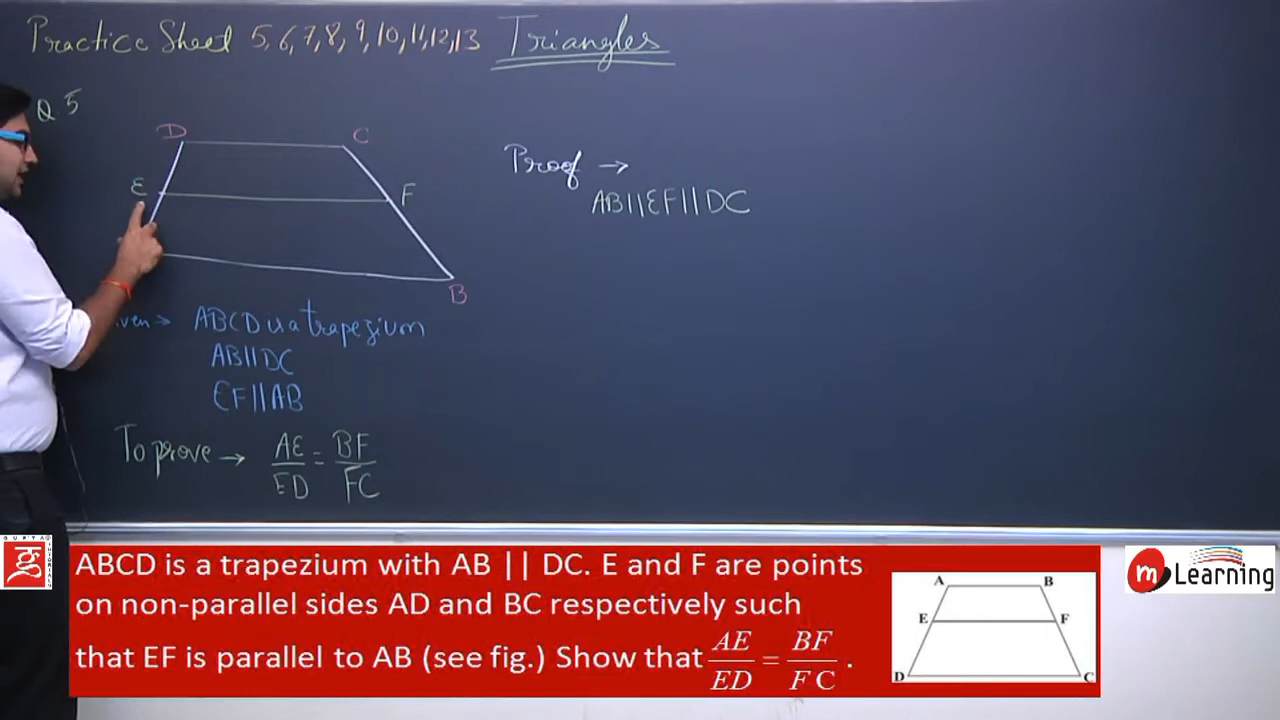 Practice Sheet 5,6,7,8,9,10,11,12,13 Triangles
Q.5
D C
E F
B
Proof →
AB||EF||DC
ABCD is a trapezium
AB||DC
EF||AB
To prove → AE/ED = BF/FC
ABCD is a trapezium with AB || DC. E and F are points
on non-parallel sides AD and BC respectively such
that EF is parallel to AB (see fig.) Show that AE/ED = BF/FC .
A B
E F
D C
m Learning
GUPTA